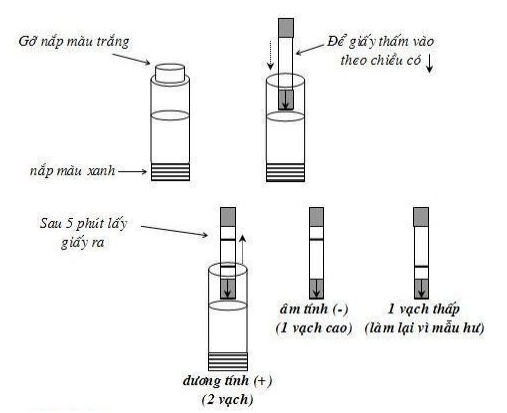 Gỡ nắp màu trắng
Để giấy thấm vào
theo chiều có
nắp màu xanh
Sau 5 phút lấy
giấy ra
âm tính (-)
(1 vạch cao)
1 vạch thấp
(làm lại vì mẫu hư)
dương tính (+)
(2 vạch)